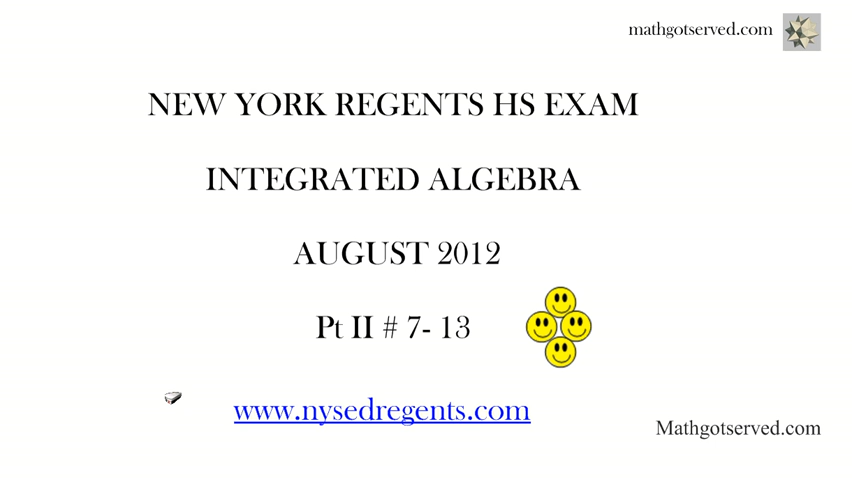 mathgotserved.com
NEW YORK REGENTS HS EXAM
INTEGRATED ALGEBRA
AUGUST 2012
Pt II # 7- 13
www.nysedregents.com
Mathgotserved.com